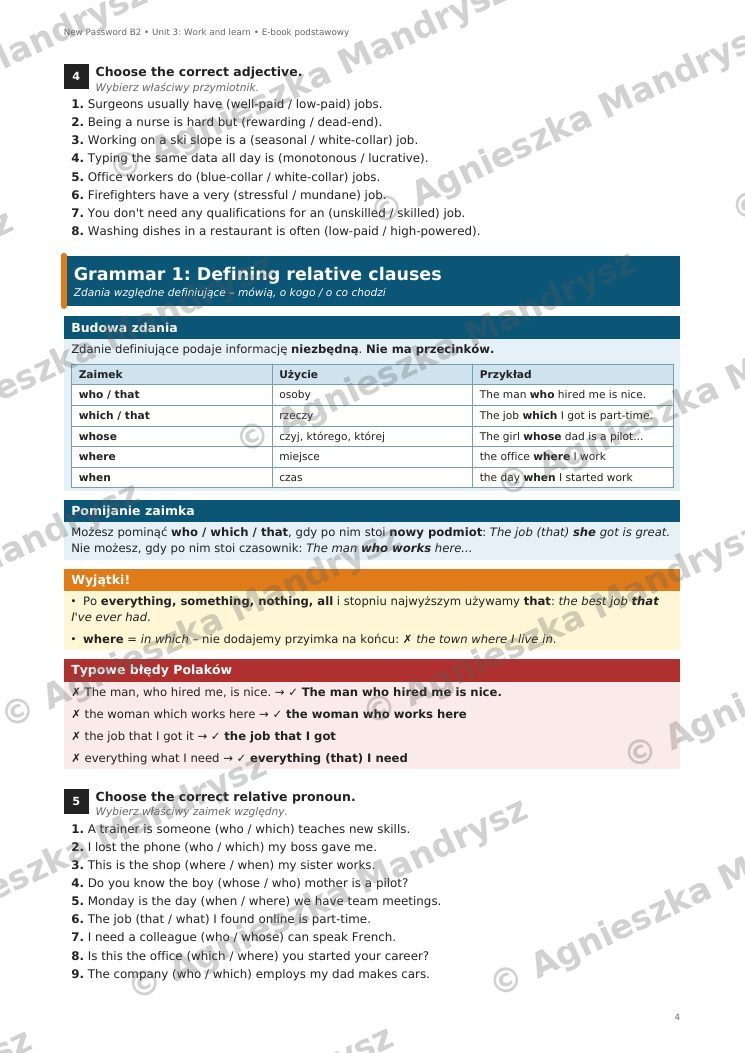 New Password B2 • Unit 3: Work and learn • E-book podstawowy
4 Choose the correct adjective.
Wybierz właściwy przymiotnik.
1. Surgeons usually have (well-paid / low-paid) jobs.
2. Being a nurse is hard but (rewarding / dead-end).
3. Working on a ski slope is a (seasonal / white-collar) job.
4. Typing the same data all day is (monotonous / lucrative).
5. Office workers do (blue-collar / white-collar) jobs.
6. Firefighters have a very (stressful / mundane) job.
7. You don't need any qualifications for an (unskilled / skilled) job.
8. Washing dishes in a restaurant is often (low-paid / high-powered).
Grammar 1: Defining relative clauses
Zdania względne definiujące – mówią, o kogo / o co chodzi
Budowa zdania
Zdanie definiujące podaje informację niezbędną. Nie ma przecinków.
Zaimek Użycie Przykład
who / that osoby The man who hired me is nice.
which / that rzeczy The job which I got is part-time.
whose czyj, którego, której The girl whose dad is a pilot...
where miejsce the office where I work
when czas the day when I started work
Pomijanie zaimka
Możesz pominąć who / which / that, gdy po nim stoi nowy podmiot: The job (that) she got is great.
Nie możesz, gdy po nim stoi czasownik: The man who works here...
Wyjątki!
• Po everything, something, nothing, all i stopniu najwyższym używamy that: the best job that
I've ever had.
• where = in which – nie dodajemy przyimka na końcu: ✗ the town where I live in.
Typowe błędy Polaków
✗ The man, who hired me, is nice. → ✓ The man who hired me is nice.
✗ the woman which works here → ✓ the woman who works here
✗ the job that I got it → ✓ the job that I got
✗ everything what I need → ✓ everything (that) I need
5 Choose the correct relative pronoun.
Wybierz właściwy zaimek względny.
1. A trainer is someone (who / which) teaches new skills.
2. I lost the phone (who / which) my boss gave me.
3. This is the shop (where / when) my sister works.
4. Do you know the boy (whose / who) mother is a pilot?
5. Monday is the day (when / where) we have team meetings.
6. The job (that / what) I found online is part-time.
7. I need a colleague (who / whose) can speak French.
8. Is this the office (which / where) you started your career?
9. The company (who / which) employs my dad makes cars.
4
© Agnieszka Mandrysz